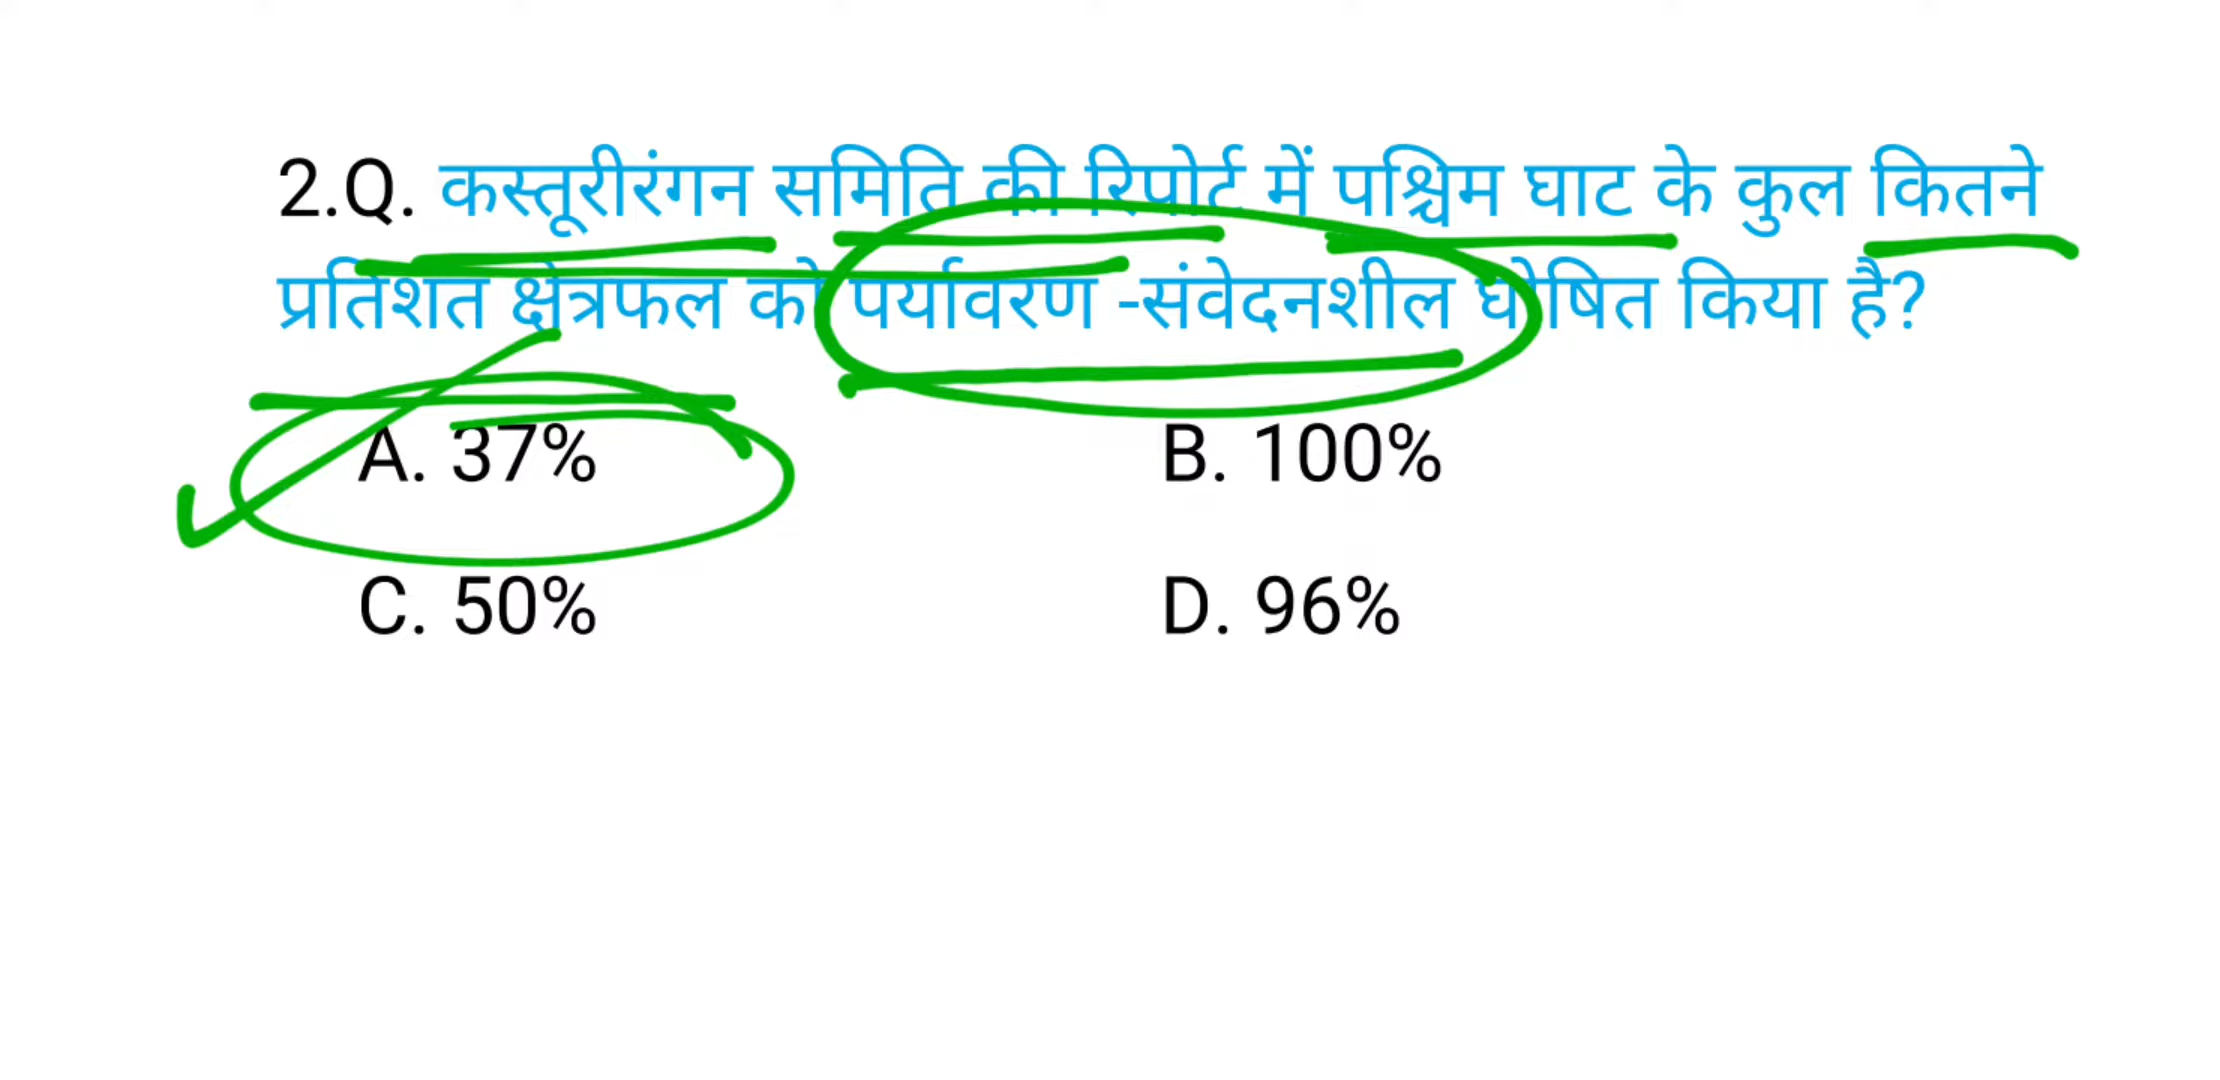 2.Q. कस्तूरीरंगन समिति की रिपोर्ट में पश्चिम घाट के कुल कितने
प्रतिशत क्षेत्रफल को पर्यावरण -संवेदनशील घोषित किया है?
A. 37% B. 100%
C. 50% D. 96%